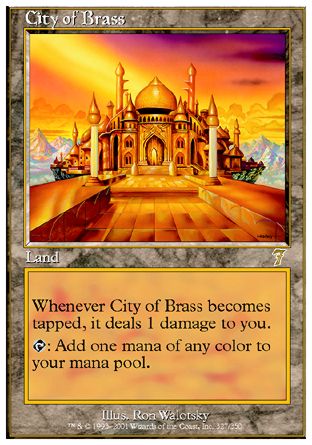 City of Brass
Land
Whenever City of Brass becomes
tapped, it deals 1 damage to you.
: Add one mana of any color to
your mana pool.
Illus. Ron Walotsky
™ & © 1993–2001 Wizards of the Coast, Inc. 327/350